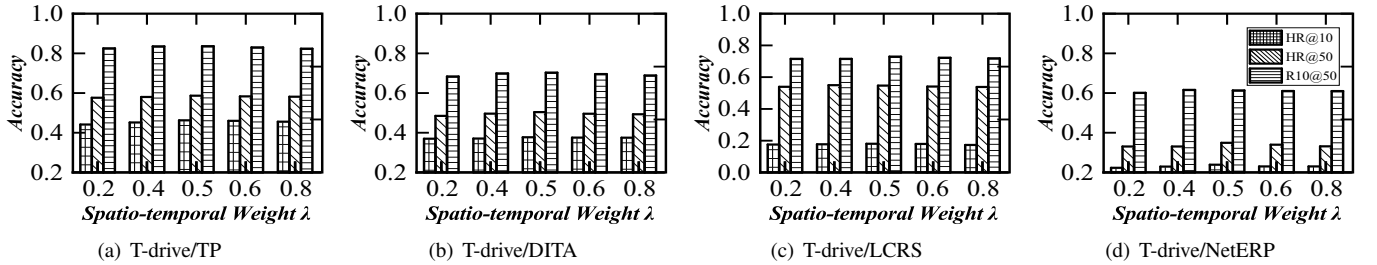 1.0
0.8
0.6
0.4
0.2
Accuracy
0.2 0.4 0.5 0.6 0.8
Spatio-temporal Weight λ
(a) T-drive/TP
1.0
0.8
0.6
0.4
0.2
Accuracy
0.2 0.4 0.5 0.6 0.8
Spatio-temporal Weight λ
(b) T-drive/DITA
1.0
0.8
0.6
0.4
0.2
0.0
Accuracy
0.2 0.4 0.5 0.6 0.8
Spatio-temporal Weight λ
(c) T-drive/LCRS
1.0
0.8
0.6
0.4
0.2
Accuracy
HR@10
HR@50
R10@50
0.2 0.4 0.5 0.6 0.8
Spatio-temporal Weight λ
(d) T-drive/NetERP